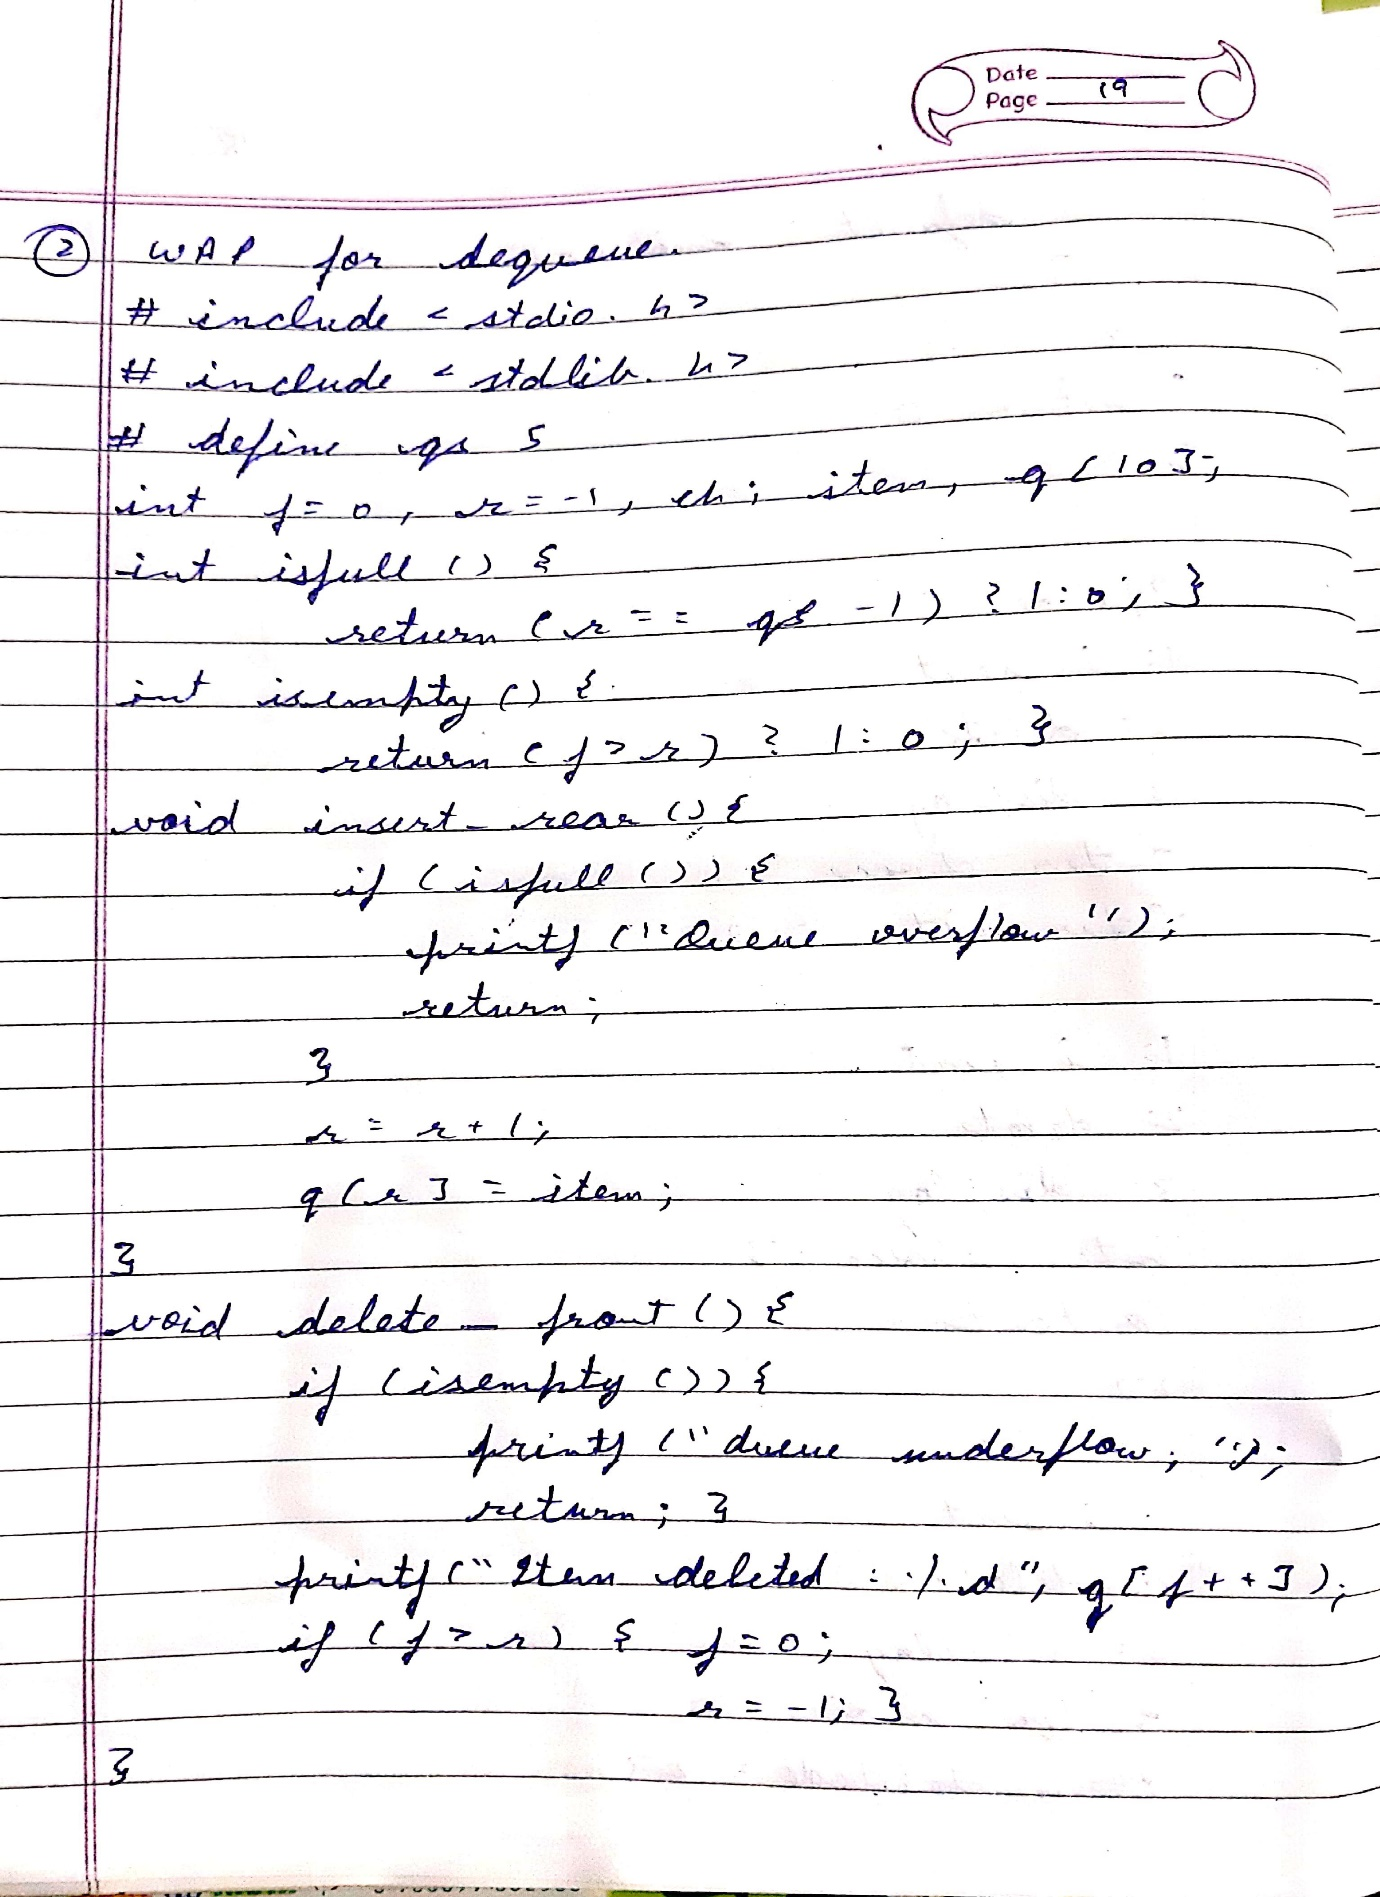 Date
Page 19
② WAP for dequeue.
# include < stdio. h>
# include < stdlib. h>
# define qs 5
int f = 0, r = -1, ch; item, q [10];
int isfull () {
return (r == qs -1) ? 1:0; }
int isempty () {
return (f > r) ? 1:0; }
void insert_rear () {
if (isfull ()) {
printf ("Queue overflow");
return;
}
r = r + 1;
q [r] = item;
}
void delete_front () {
if (isempty ()) {
printf ("Queue underflow; ");
return; }
printf ("Item deleted : %d", q[f++]);
if (f > r) { f = 0;
r = -1; }
}